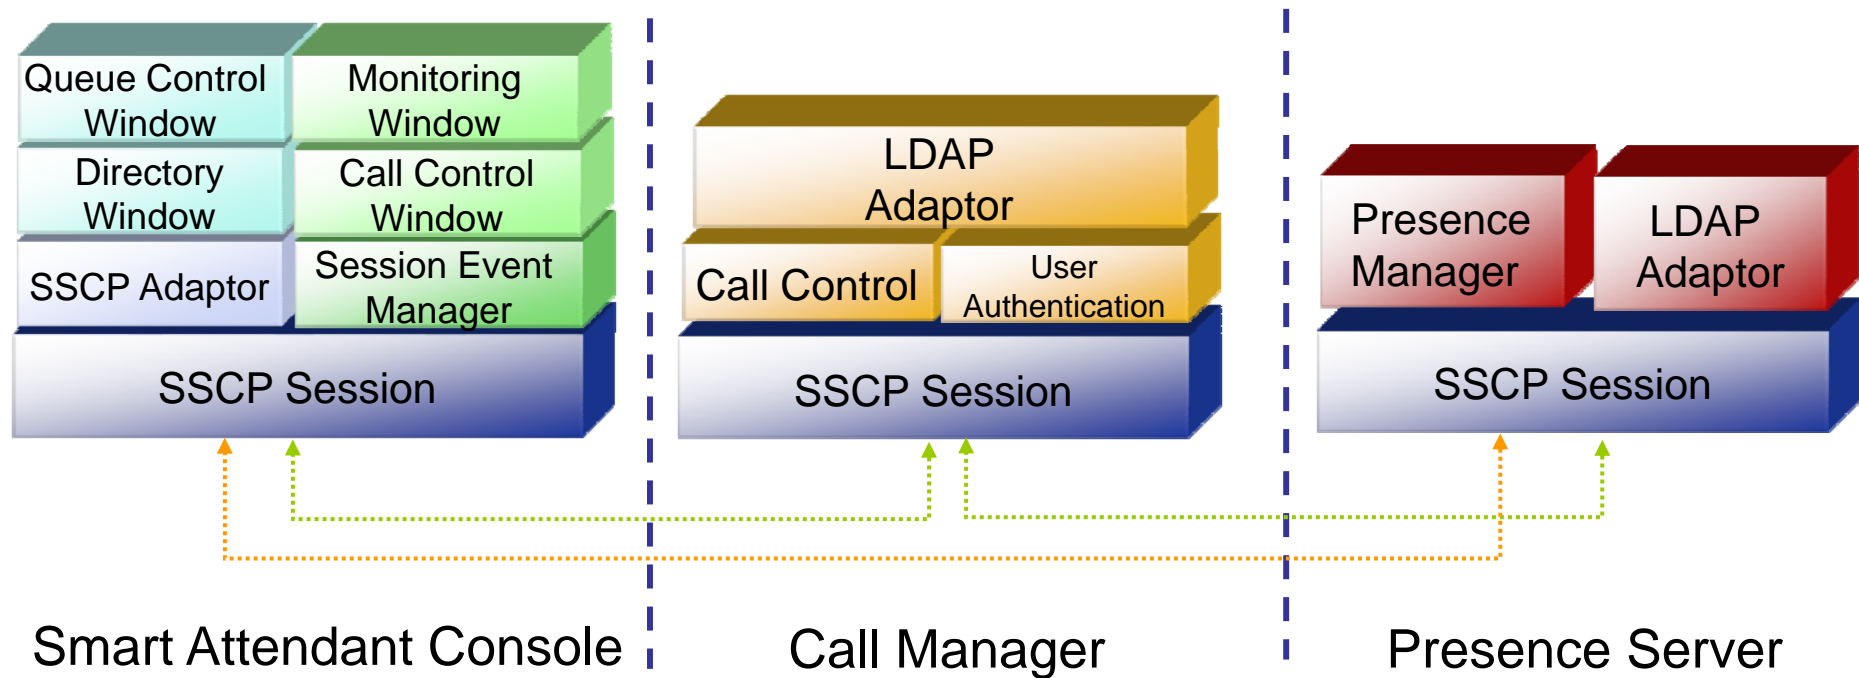 Queue Control
Window
Monitoring
Window
Directory
Window
Call Control
Window
SSCP Adaptor
Session Event
Manager
SSCP Session
LDAP
Adaptor
Call Control
User
Authentication
SSCP Session
Presence
Manager
LDAP
Adaptor
SSCP Session
Smart Attendant Console
Call Manager
Presence Server